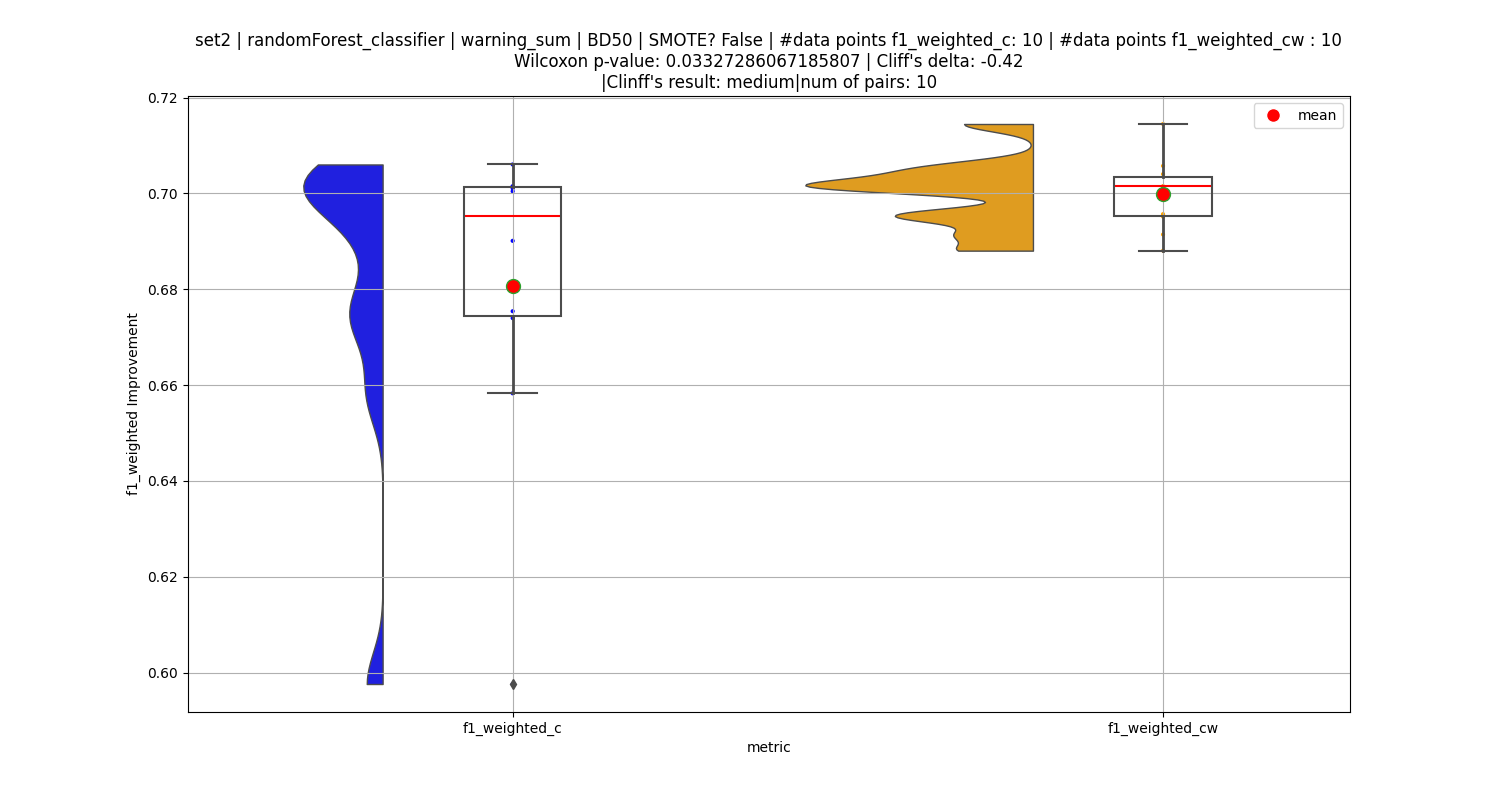 set2 | randomForest_classifier | warning_sum | BD50 | SMOTE? False | #data points f1_weighted_c: 10 | #data points f1_weighted_cw : 10
Wilcoxon p-value: 0.03327286067185807 | Cliff's delta: -0.42
|Clinff's result: medium|num of pairs: 10
mean
f1_weighted Improvement
0.72
0.70
0.68
0.66
0.64
0.62
0.60
f1_weighted_c
f1_weighted_cw
metric